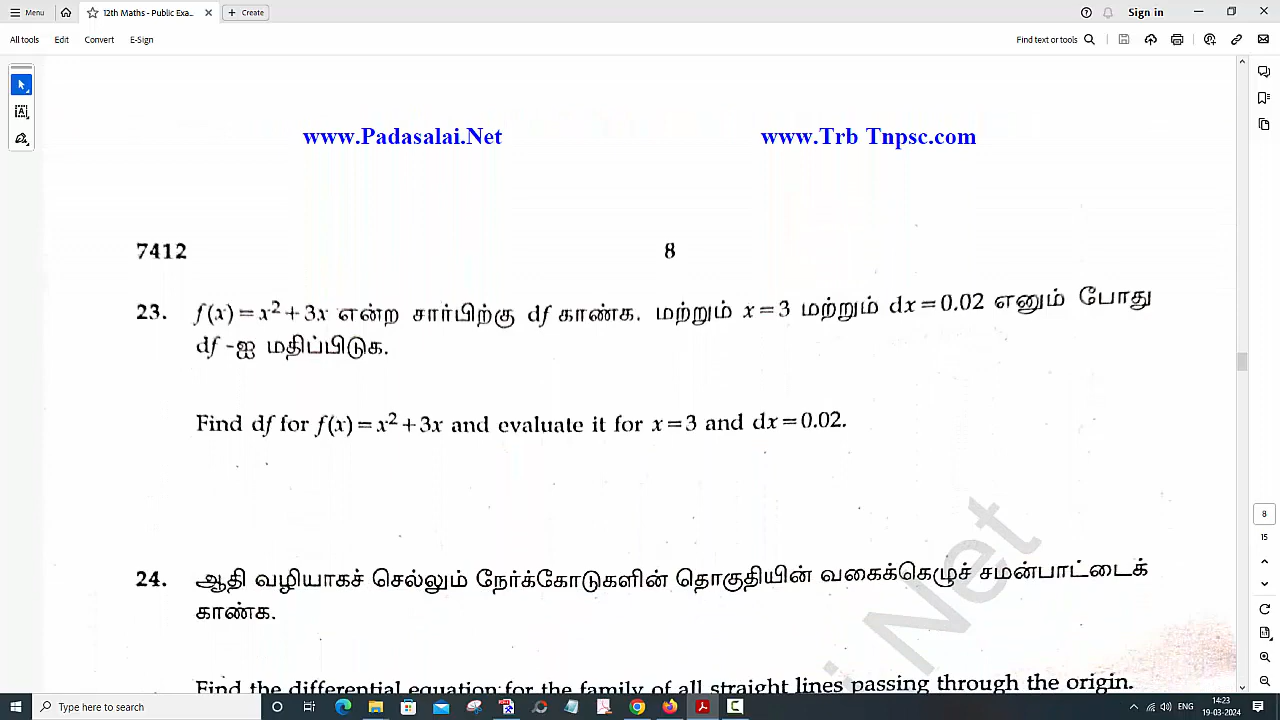 Menu
12th Maths - Public Exa...
Create
Sign in
All tools Edit Convert E-Sign
Find text or tools
www.Padasalai.Net www.Trb Tnpsc.com
7412 8
23. f(x)=x²+3x என்ற சார்பிற்கு df காண்க. மற்றும் x=3 மற்றும் dx=0.02 எனும் போது
df -ஐ மதிப்பிடுக.
Find df for f(x)=x²+3x and evaluate it for x=3 and dx=0.02.
24. ஆதி வழியாகச் செல்லும் நேர்க்கோடுகளின் தொகுதியின் வகைக்கெழுச் சமன்பாட்டைக்
காண்க.
Find the differential equation for the family of all straight lines passing through the origin.
i Net
8
15
Type here to search
ENG
14:23
19-03-2024